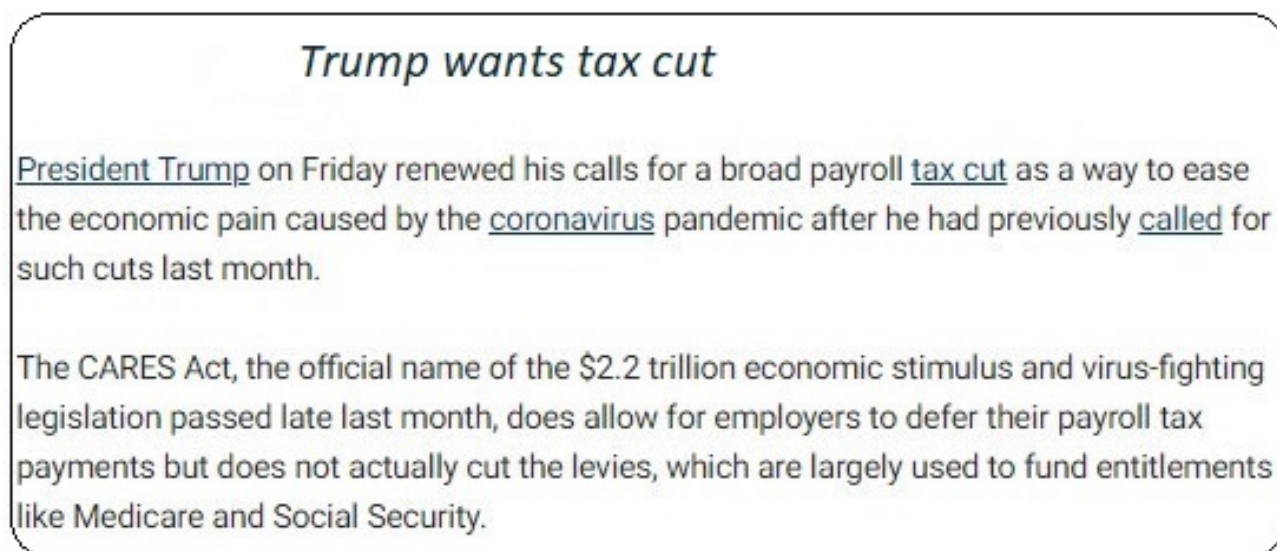 Trump wants tax cut
President Trump on Friday renewed his calls for a broad payroll tax cut as a way to ease
the economic pain caused by the coronavirus pandemic after he had previously called for
such cuts last month.
The CARES Act, the official name of the $2.2 trillion economic stimulus and virus-fighting
legislation passed late last month, does allow for employers to defer their payroll tax
payments but does not actually cut the levies, which are largely used to fund entitlements
like Medicare and Social Security.